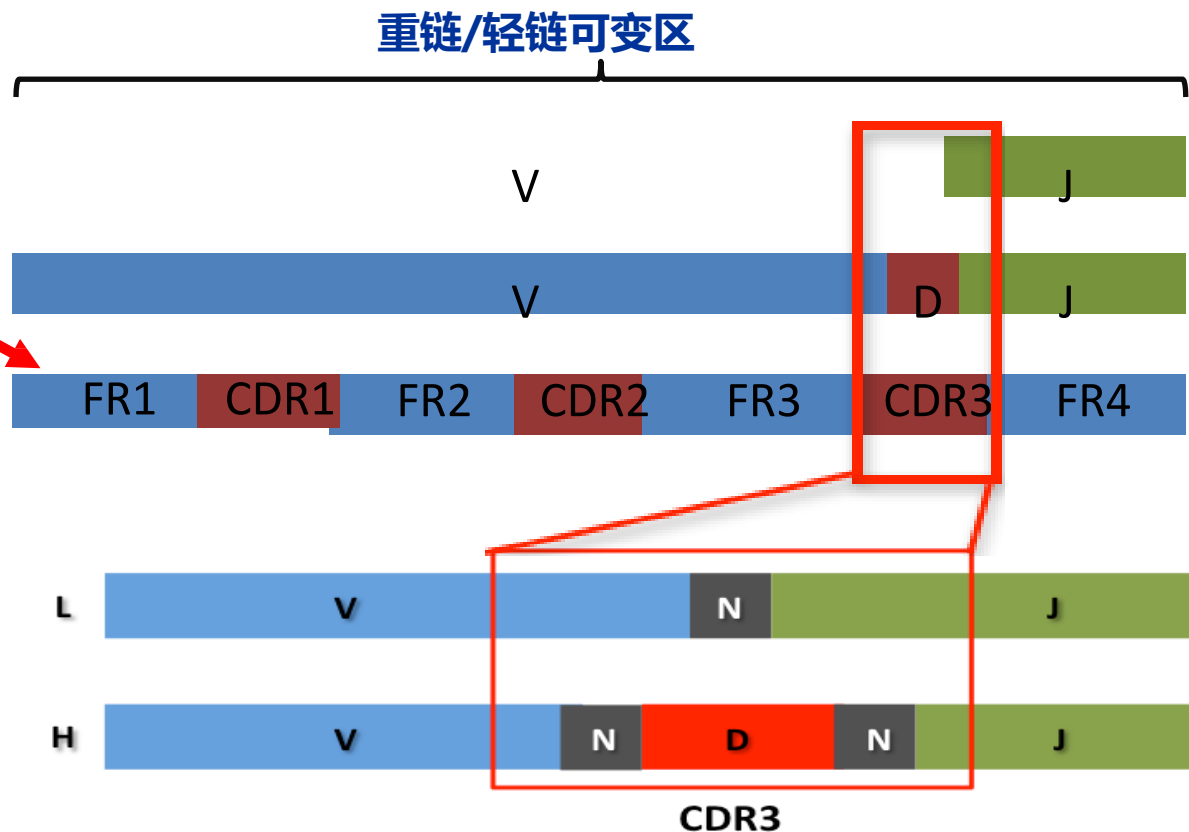 重链/轻链可变区
V J
V D J
FR1 CDR1 FR2 CDR2 FR3 CDR3 FR4
L V N J
H V N D N J
CDR3